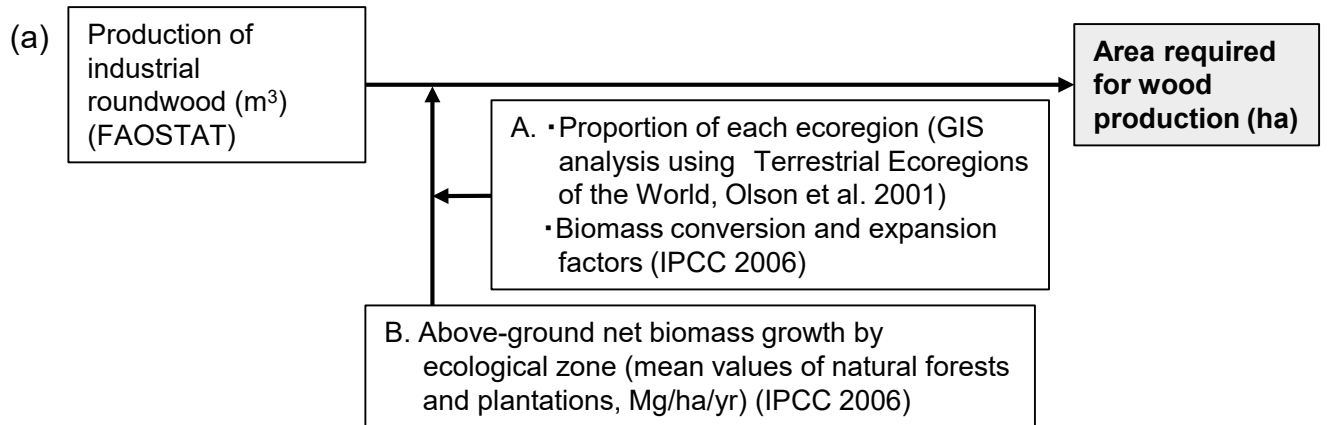 (a)
Production of
industrial
roundwood (m³)
(FAOSTAT)
Area required
for wood
production (ha)
A. ・Proportion of each ecoregion (GIS
analysis using Terrestrial Ecoregions
of the World, Olson et al. 2001)
・Biomass conversion and expansion
factors (IPCC 2006)
B. Above-ground net biomass growth by
ecological zone (mean values of natural forests
and plantations, Mg/ha/yr) (IPCC 2006)